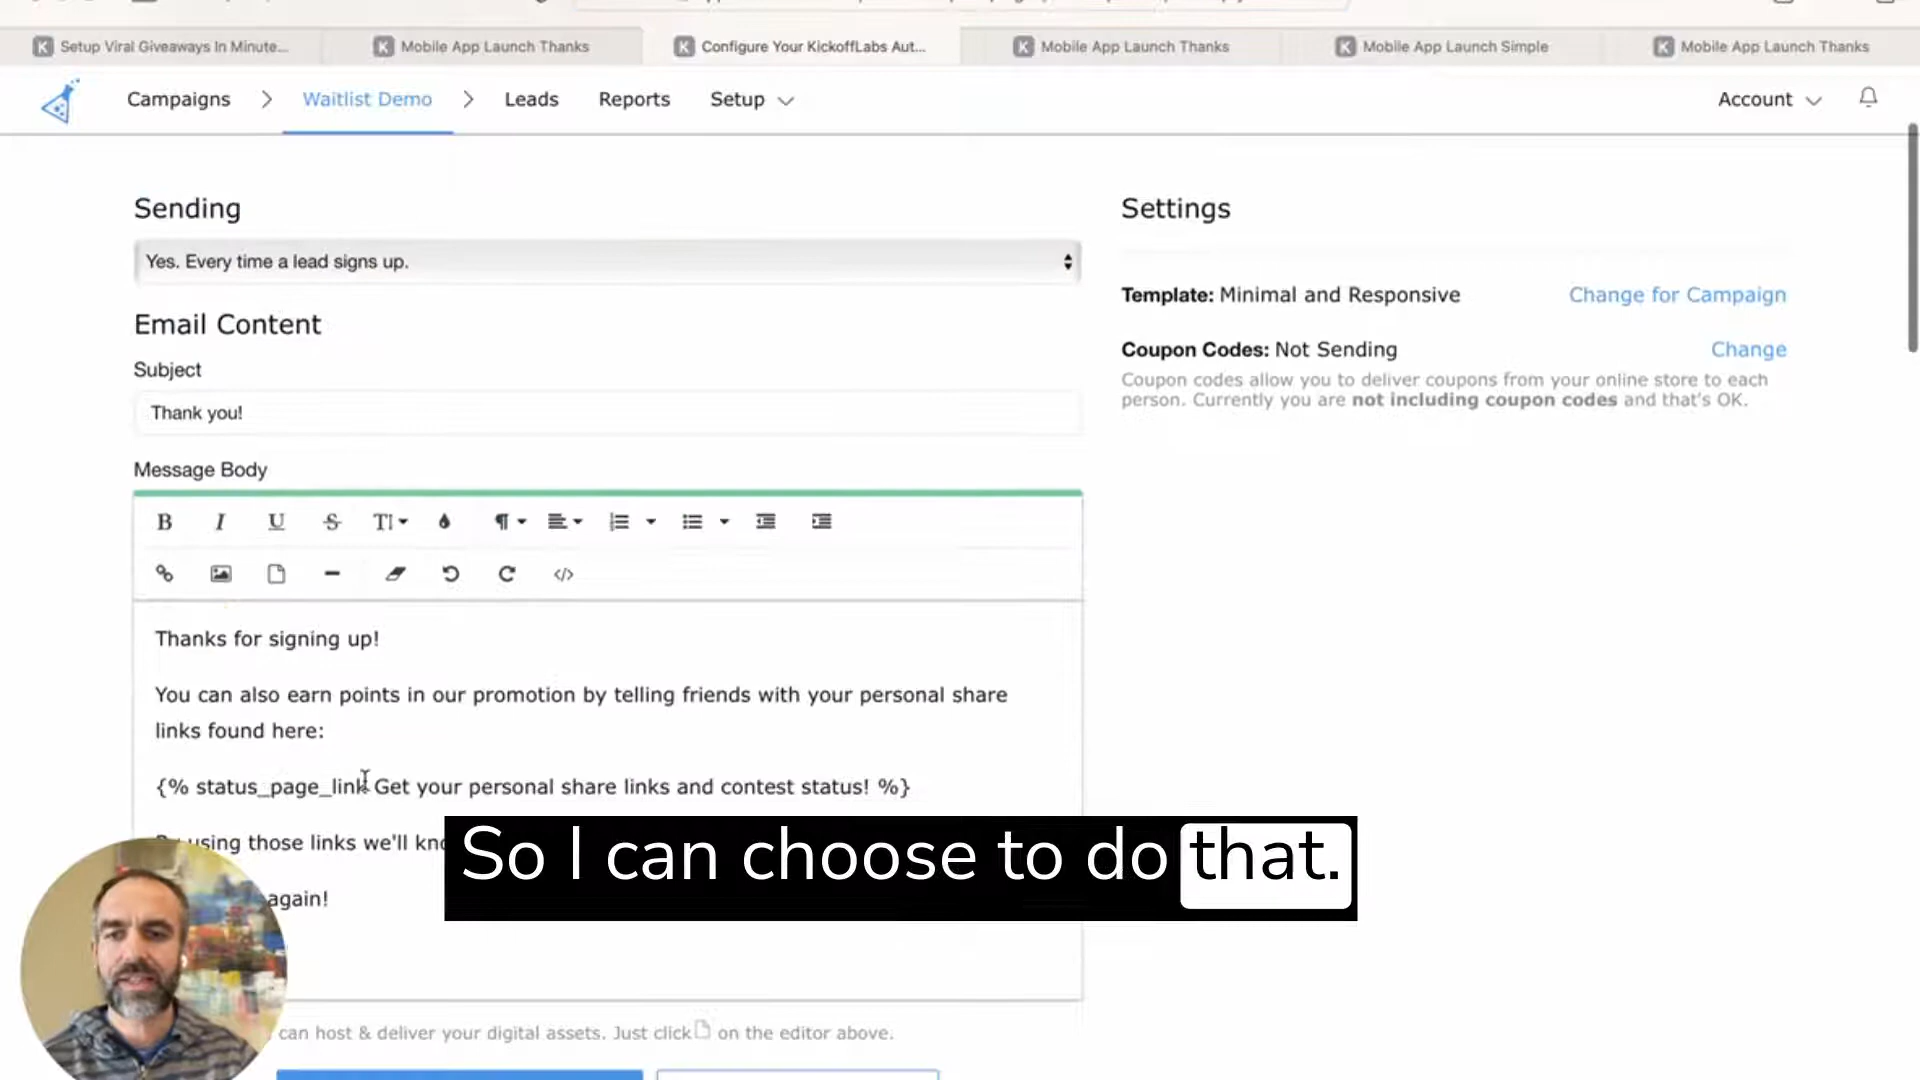 Setup Viral Giveaways In Minute...
Mobile App Launch Thanks
Configure Your KickoffLabs Aut...
Mobile App Launch Thanks
Mobile App Launch Simple
Mobile App Launch Thanks
Campaigns
Waitlist Demo
Leads
Reports
Setup
Account
Sending
Yes. Every time a lead signs up.
Email Content
Subject
Thank you!
Message Body
Thanks for signing up!
You can also earn points in our promotion by telling friends with your personal share
links found here:
{% status_page_link Get your personal share links and contest status! %}
using those links we'll
again!
can host & deliver your digital assets. Just click on the editor above.
Settings
Template: Minimal and Responsive
Change for Campaign
Coupon Codes: Not Sending
Change
Coupon codes allow you to deliver coupons from your online store to each
person. Currently you are not including coupon codes and that's OK.
So I can choose to do that.